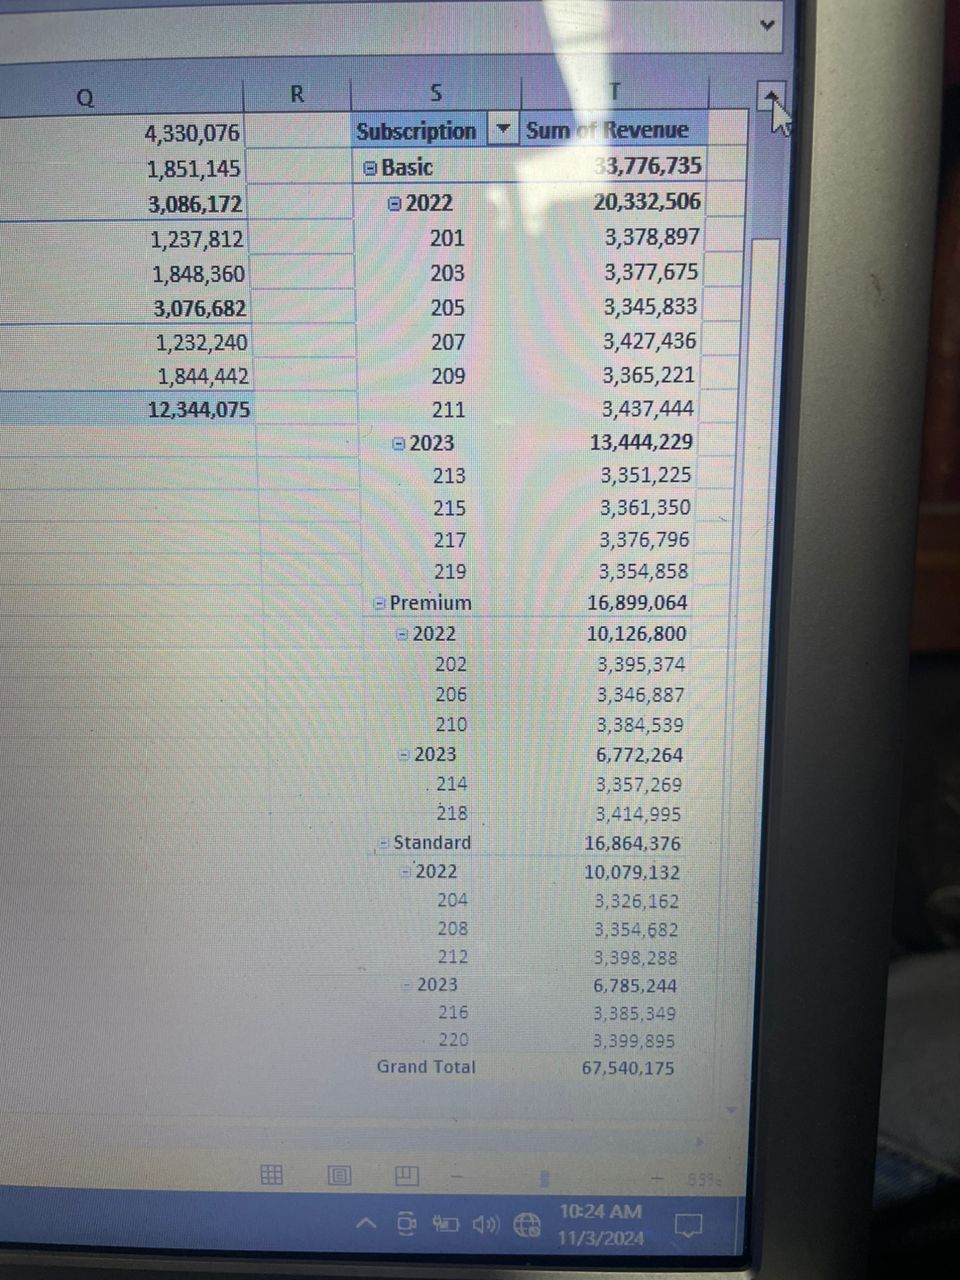 Q R S T
4,330,076 Subscription Sum of Revenue
1,851,145 Basic 33,776,735
3,086,172 2022 20,332,506
1,237,812 201 3,378,897
1,848,360 203 3,377,675
3,076,682 205 3,345,833
1,232,240 207 3,427,436
1,844,442 209 3,365,221
12,344,075 211 3,437,444
2023 13,444,229
213 3,351,225
215 3,361,350
217 3,376,796
219 3,354,858
Premium 16,899,064
2022 10,126,800
202 3,395,374
206 3,346,887
210 3,384,539
2023 6,772,264
214 3,357,269
218 3,414,995
Standard 16,864,376
2022 10,079,132
204 3,326,162
208 3,354,682
212 3,398,288
2023 6,785,244
216 3,385,349
220 3,399,895
Grand Total 67,540,175
85%
10:24 AM
11/3/2024